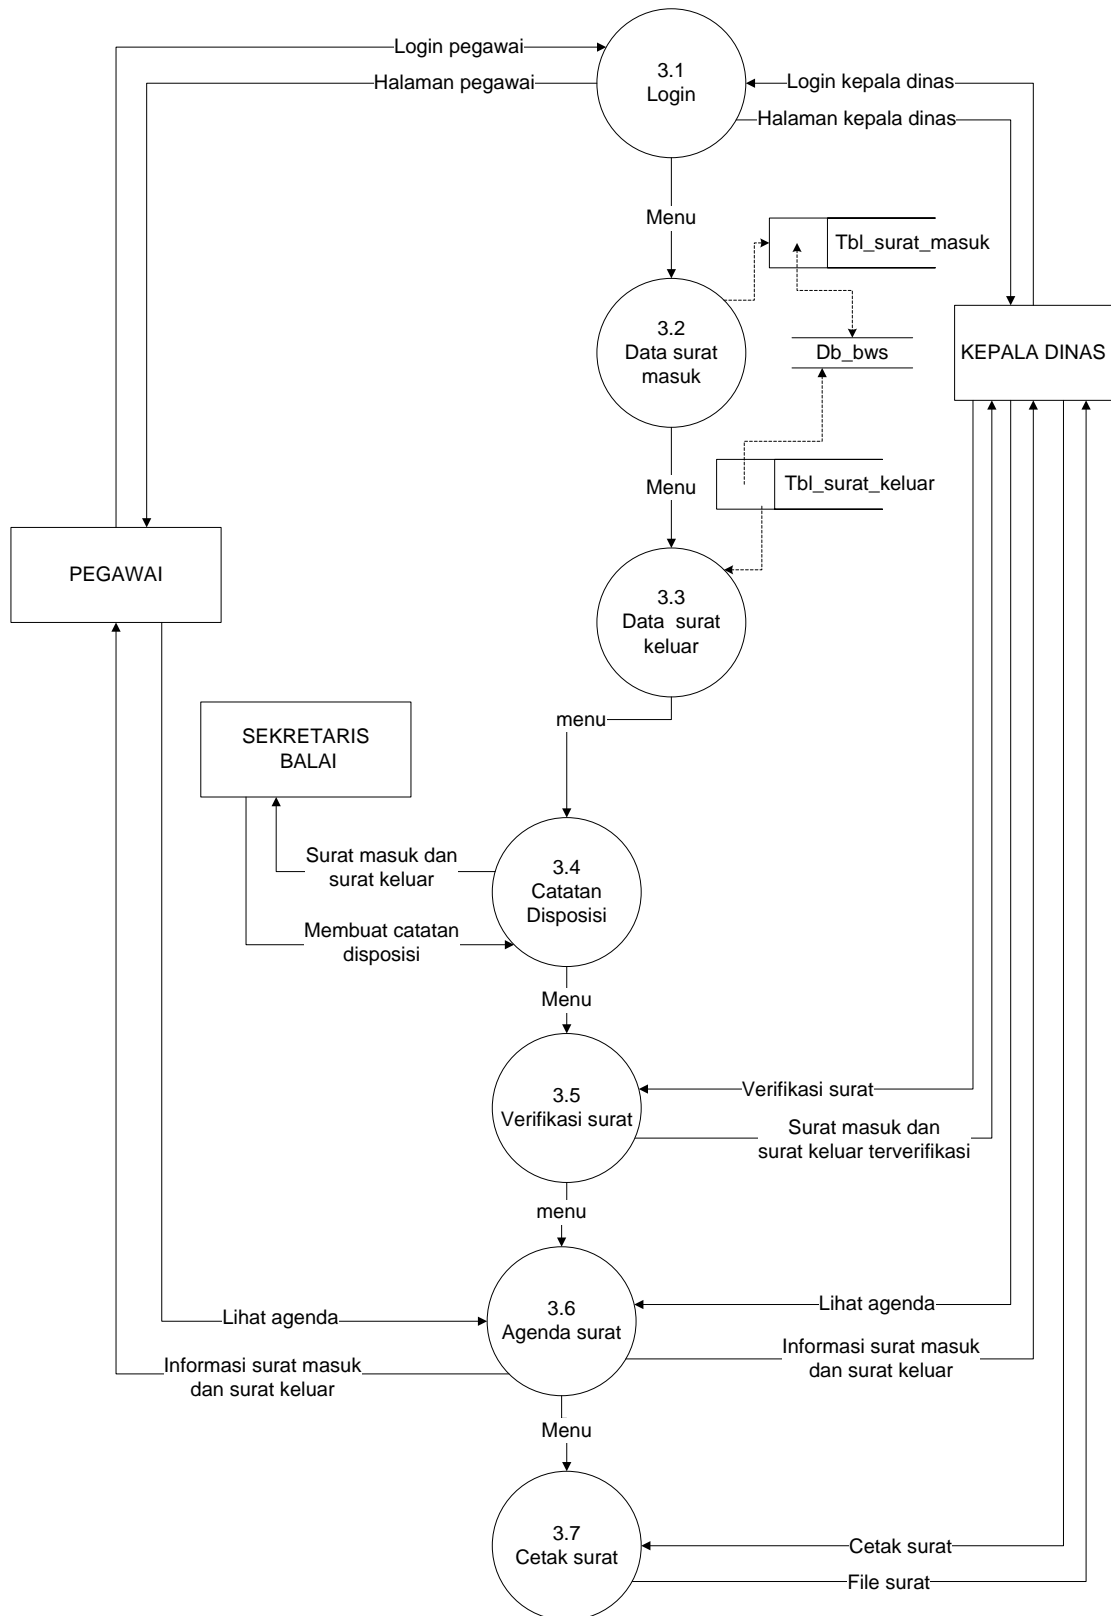 Login pegawai
Halaman pegawai
3.1
Login
Login kepala dinas
Halaman kepala dinas
Menu
Tbl_surat_masuk
3.2
Data surat
masuk
Db_bws
KEPALA DINAS
Menu
Tbl_surat_keluar
PEGAWAI
3.3
Data surat
keluar
menu
SEKRETARIS
BALAI
Surat masuk dan
surat keluar
3.4
Catatan
Disposisi
Membuat catatan
disposisi
Menu
3.5
Verifikasi surat
Verifikasi surat
Surat masuk dan
surat keluar terverifikasi
menu
Lihat agenda
3.6
Agenda surat
Lihat agenda
Informasi surat masuk
dan surat keluar
Informasi surat masuk
dan surat keluar
Menu
3.7
Cetak surat
Cetak surat
File surat